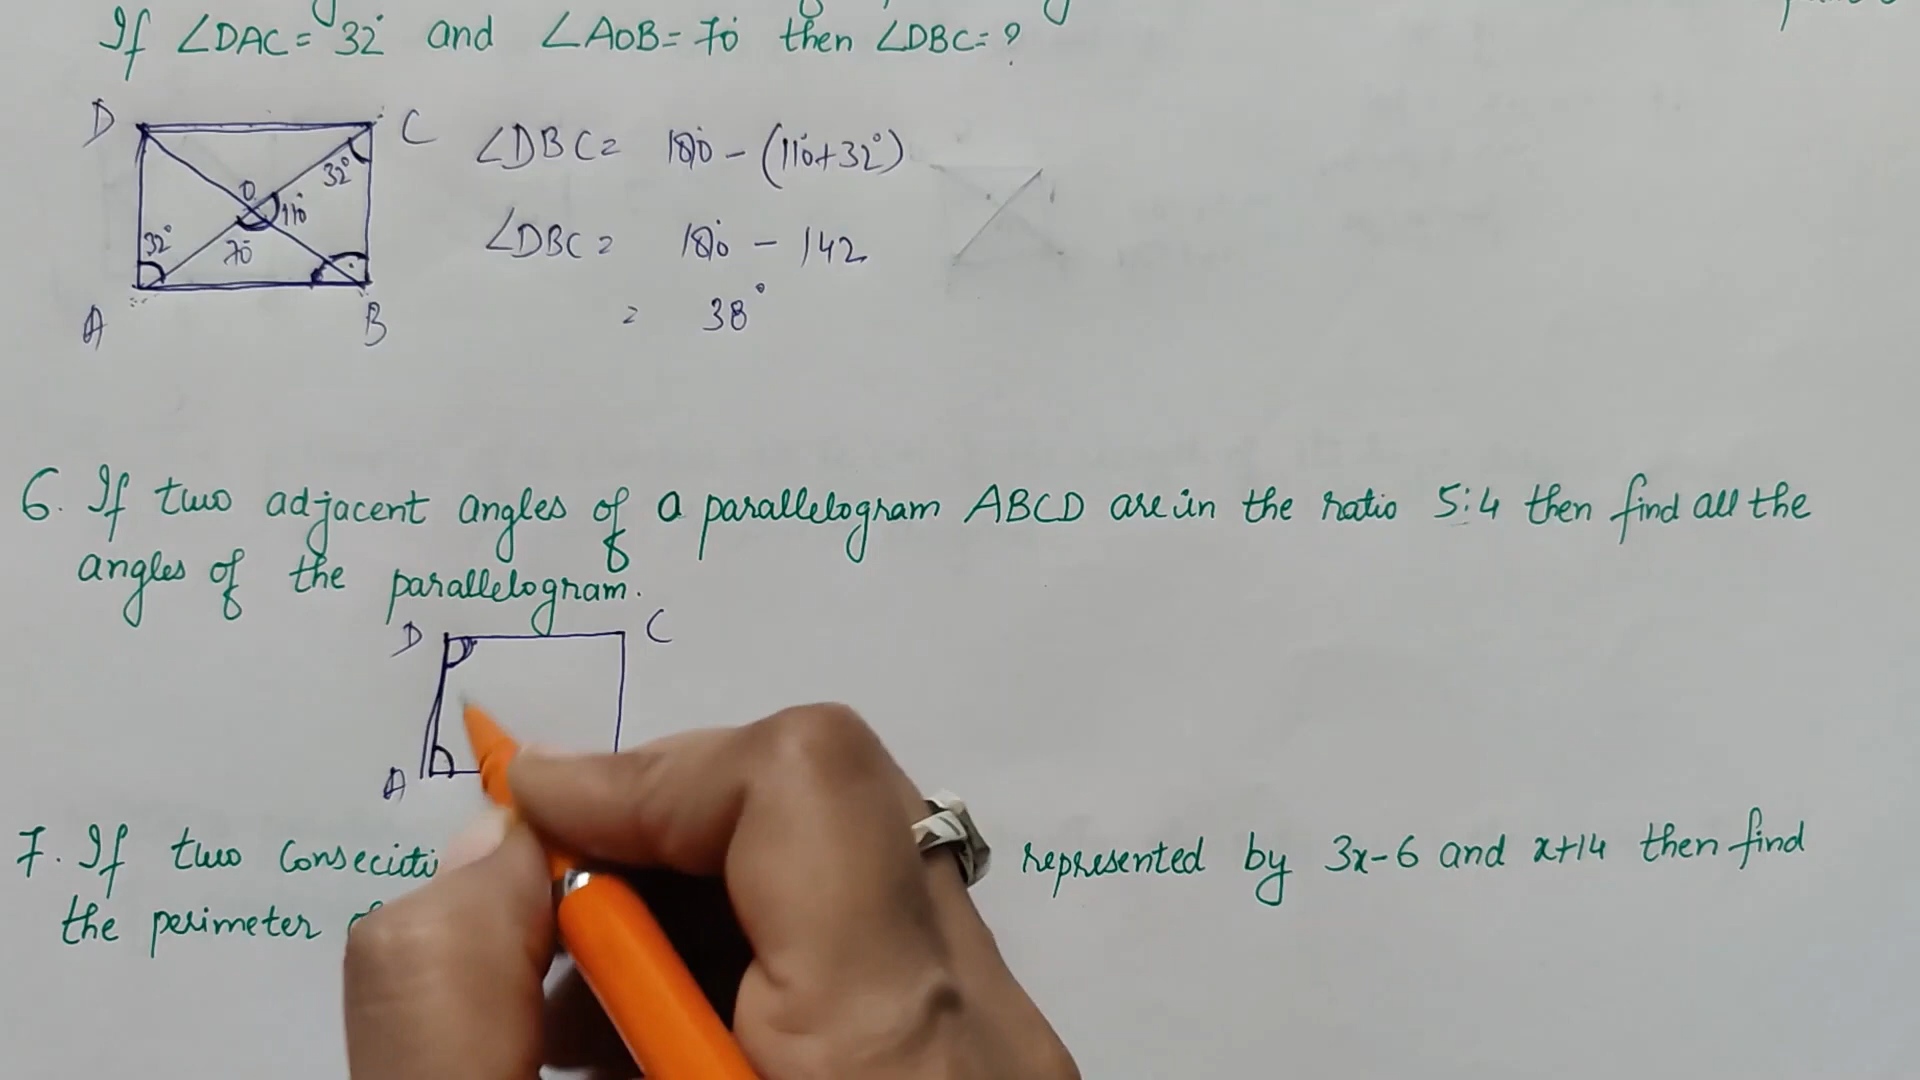 If ∠DAC= 32° and ∠AOB= 70° then ∠DBC= ?
D
C
O
32°
110°
32°
70°
A
B
∠DBC= 180° - (110°+32°)
∠DBC= 180° - 142
= 38°
6. If two adjacent angles of a parallelogram ABCD are in the ratio 5:4 then find all the
angles of the parallelogram.
D
C
A
7. If two represented by 3x-6 and x+14 then find
the perimeter